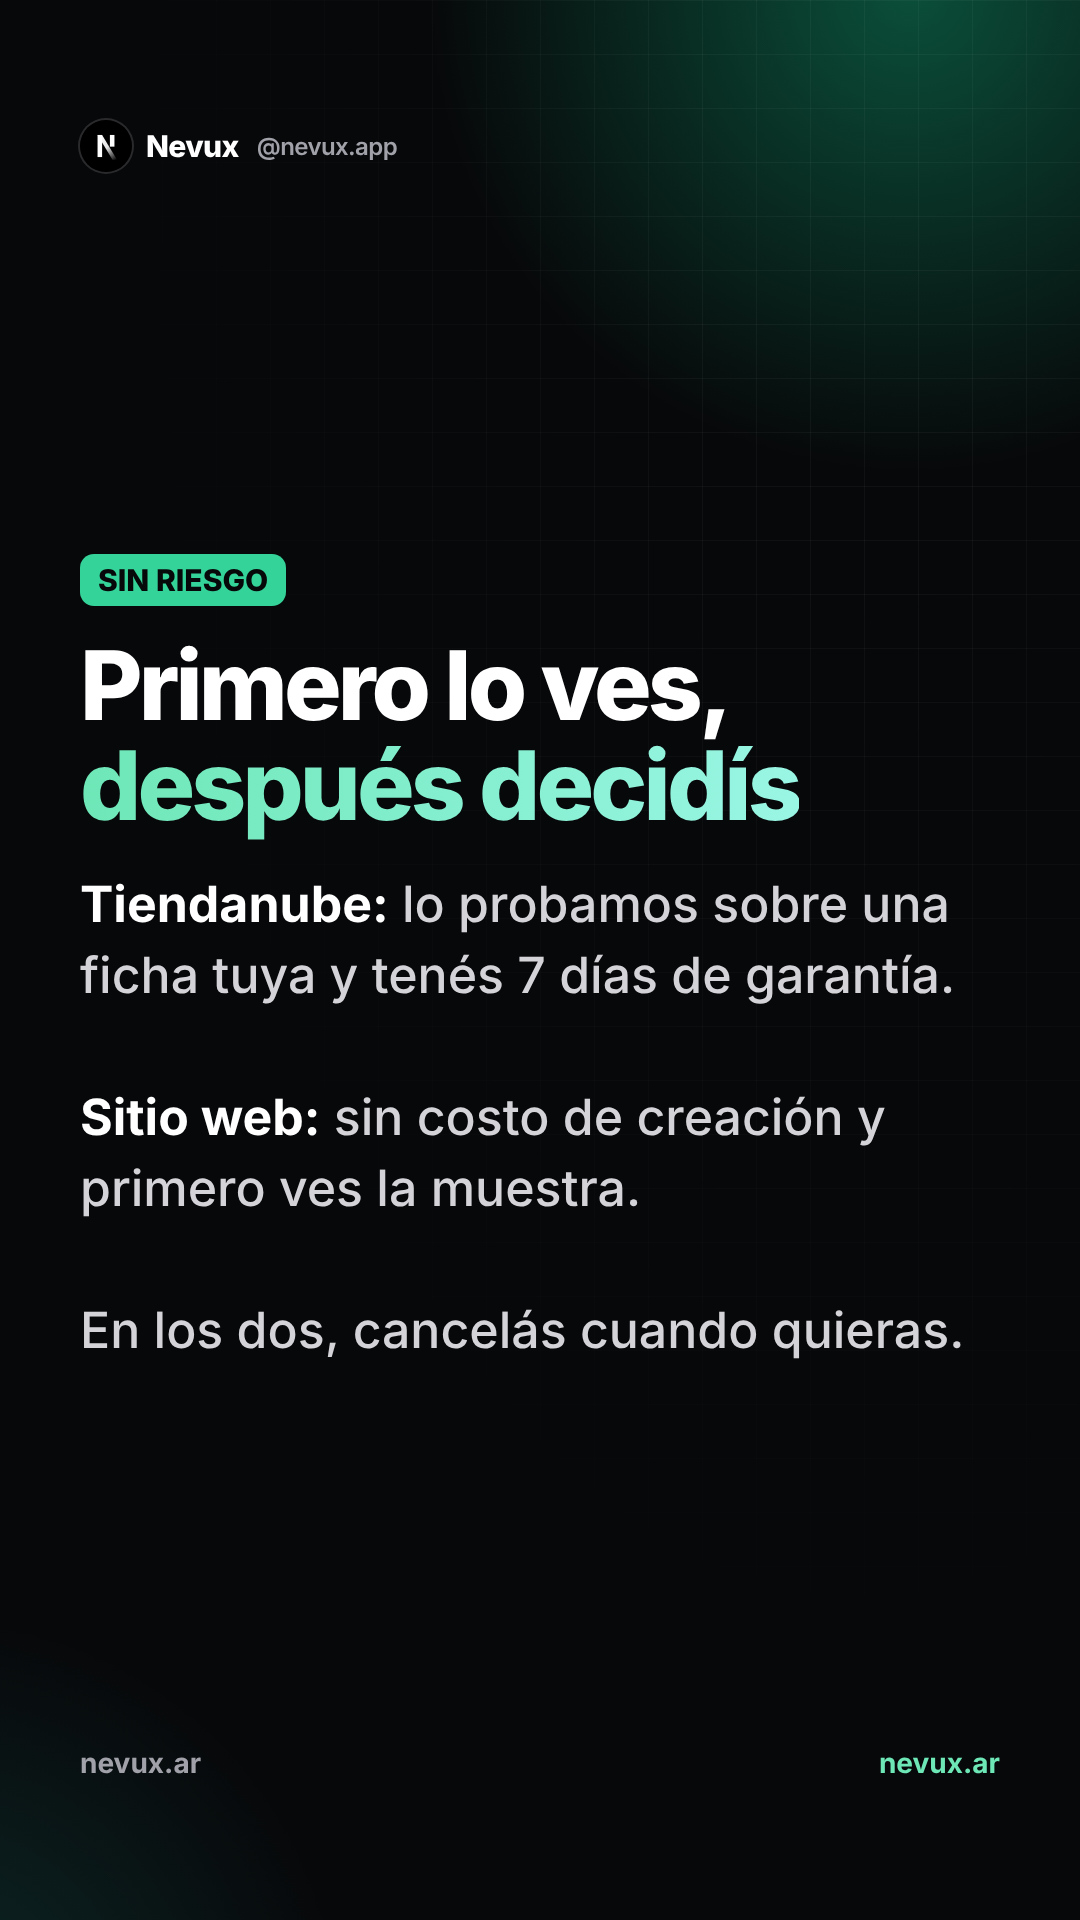 N
Nevux @nevux.app
SIN RIESGO
Primero lo ves,
después decidís
Tiendanube: lo probamos sobre una
ficha tuya y tenés 7 días de garantía.
Sitio web: sin costo de creación y
primero ves la muestra.
En los dos, cancelás cuando quieras.
nevux.ar
nevux.ar